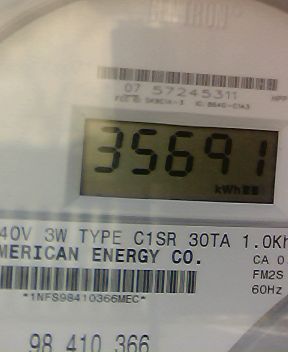 CENTRON
07 57245311
35691
kWh
40V 3W TYPE C1SR 30TA 1.0Kh
MERICAN ENERGY CO.
CA 0
FM2S
60Hz
*1NFS98410366MEC*
98 410 366